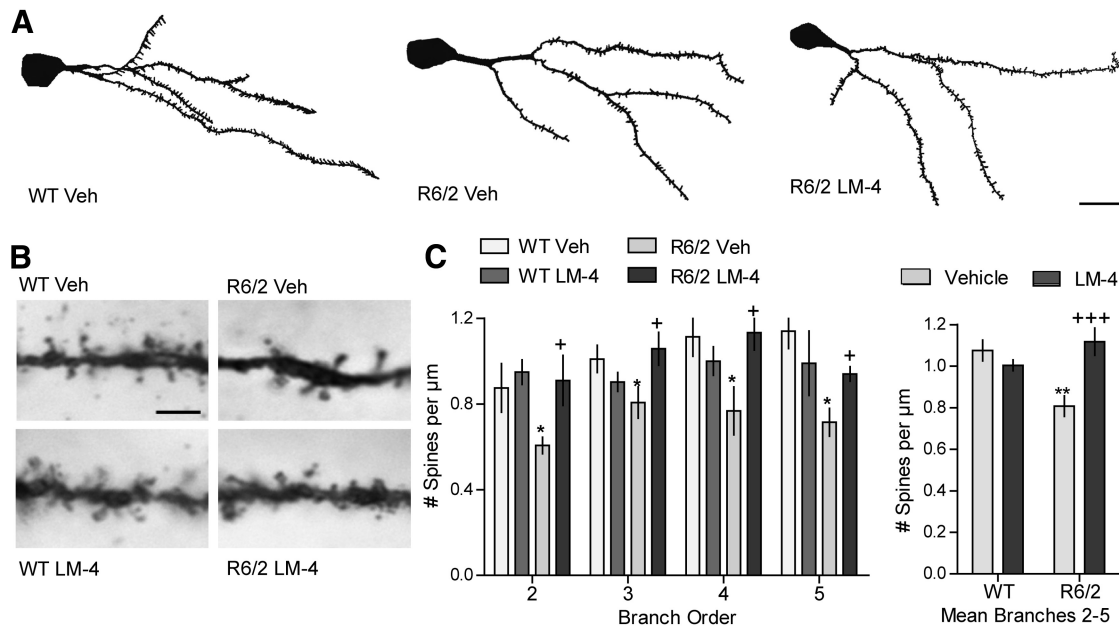 A
WT Veh
R6/2 Veh
R6/2 LM-4
B
WT Veh
R6/2 Veh
WT LM-4
R6/2 LM-4
C
WT Veh
R6/2 Veh
WT LM-4
R6/2 LM-4
# Spines per µm
1.2
0.8
0.4
0.0
*
+
*
+
*
+
*
+
2 3 4 5
Branch Order
Vehicle LM-4
# Spines per µm
1.2
1.0
0.8
0.6
0.4
0.2
0.0
**
+++
WT R6/2
Mean Branches 2-5